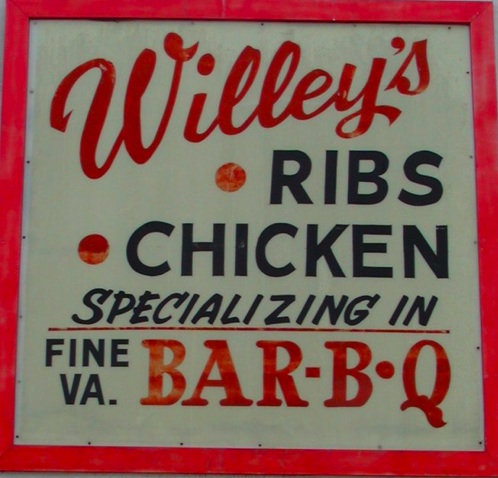 Willey's
• RIBS
• CHICKEN
SPECIALIZING IN
FINE VA. BAR-B•Q